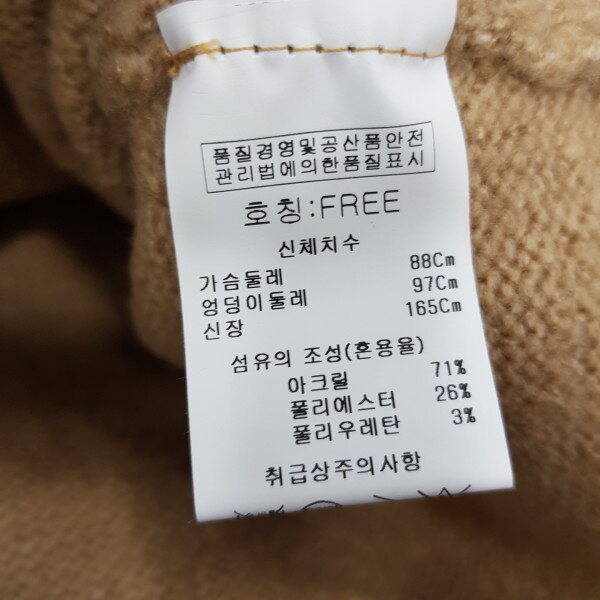 품질경영및공산품안전
관리법에의한품질표시
호칭:FREE
신체치수
가슴둘레 88Cm
엉덩이둘레 97Cm
신장 165Cm
섬유의 조성(혼용율)
아크릴 71%
폴리에스터 26%
폴리우레탄 3%
취급상주의사항